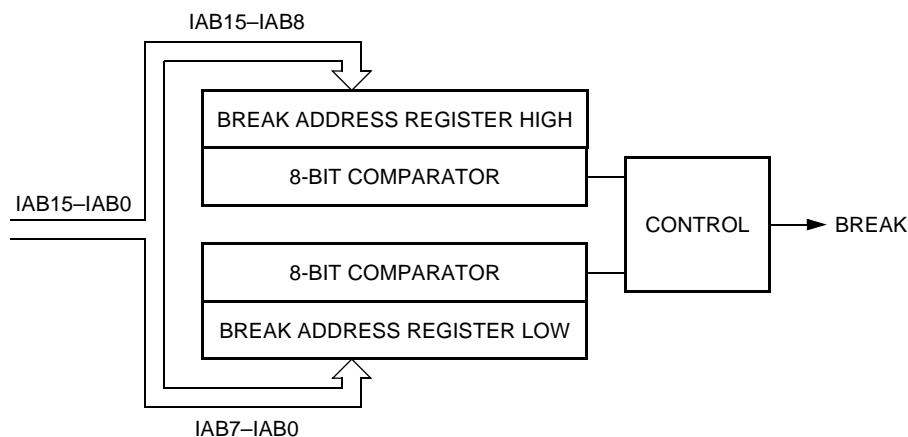 IAB15–IAB8
BREAK ADDRESS REGISTER HIGH
8-BIT COMPARATOR
IAB15–IAB0
CONTROL
BREAK
8-BIT COMPARATOR
BREAK ADDRESS REGISTER LOW
IAB7–IAB0